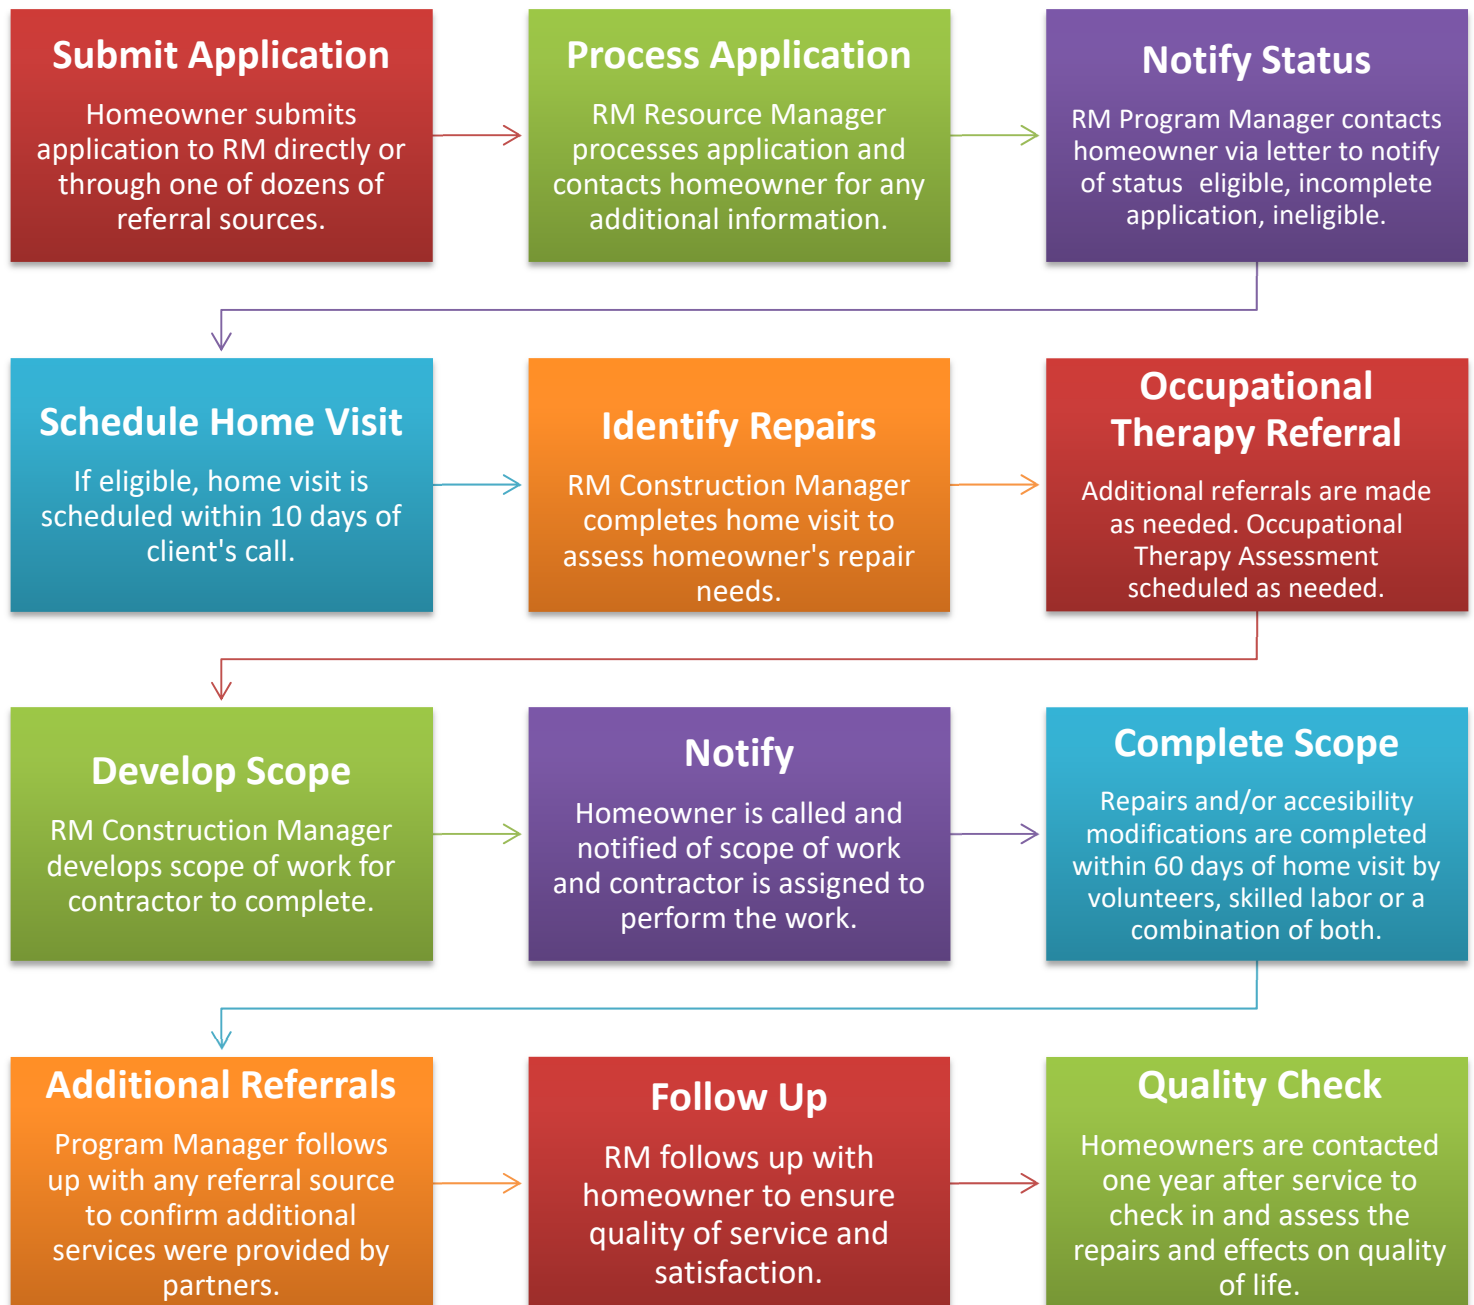 Submit Application
Homeowner submits
application to RM directly or
through one of dozens of
referral sources.
Process Application
RM Resource Manager
processes application and
contacts homeowner for any
additional information.
Notify Status
RM Program Manager contacts
homeowner via letter to notify
of status  eligible, incomplete
application, ineligible.
Schedule Home Visit
If eligible, home visit is
scheduled within 10 days of
client's call.
Identify Repairs
RM Construction Manager
completes home visit to
assess homeowner's repair
needs.
Occupational
Therapy Referral
Additional referrals are made
as needed. Occupational
Therapy Assessment
scheduled as needed.
Develop Scope
RM Construction Manager
develops scope of work for
contractor to complete.
Notify
Homeowner is called and
notified of scope of work
and contractor is assigned to
perform the work.
Complete Scope
Repairs and/or accesibility
modifications are completed
within 60 days of home visit by
volunteers, skilled labor or a
combination of both.
Additional Referrals
Program Manager follows
up with any referral source
to confirm additional
services were provided by
partners.
Follow Up
RM follows up with
homeowner to ensure
quality of service and
satisfaction.
Quality Check
Homeowners are contacted
one year after service to
check in and assess the
repairs and effects on quality
of life.